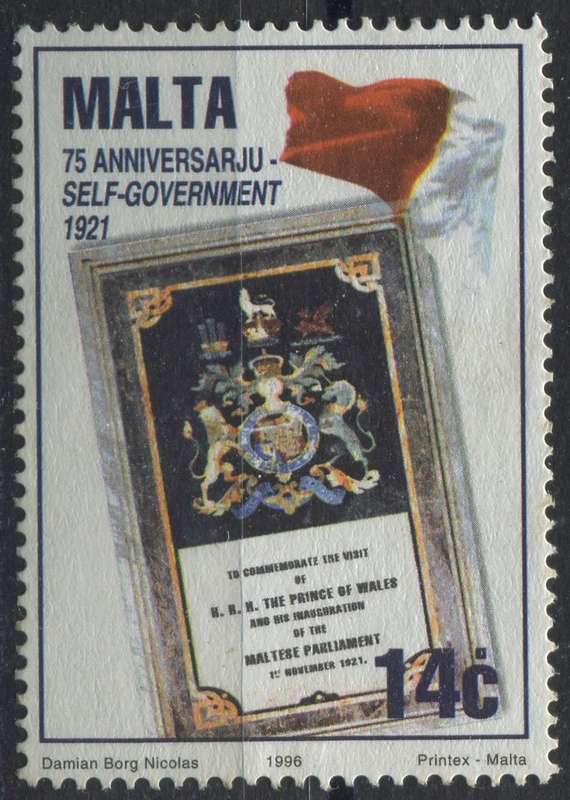 MALTA
75 ANNIVERSARJU -
SELF-GOVERNMENT
1921
TO COMMEMORATE THE VISIT
OF
H. R. H. THE PRINCE OF WALES
AND HIS INAUGURATION
OF THE
MALTESE PARLIAMENT
1ST NOVEMBER 1921.
14ċ
Damian Borg Nicolas 1996 Printex - Malta